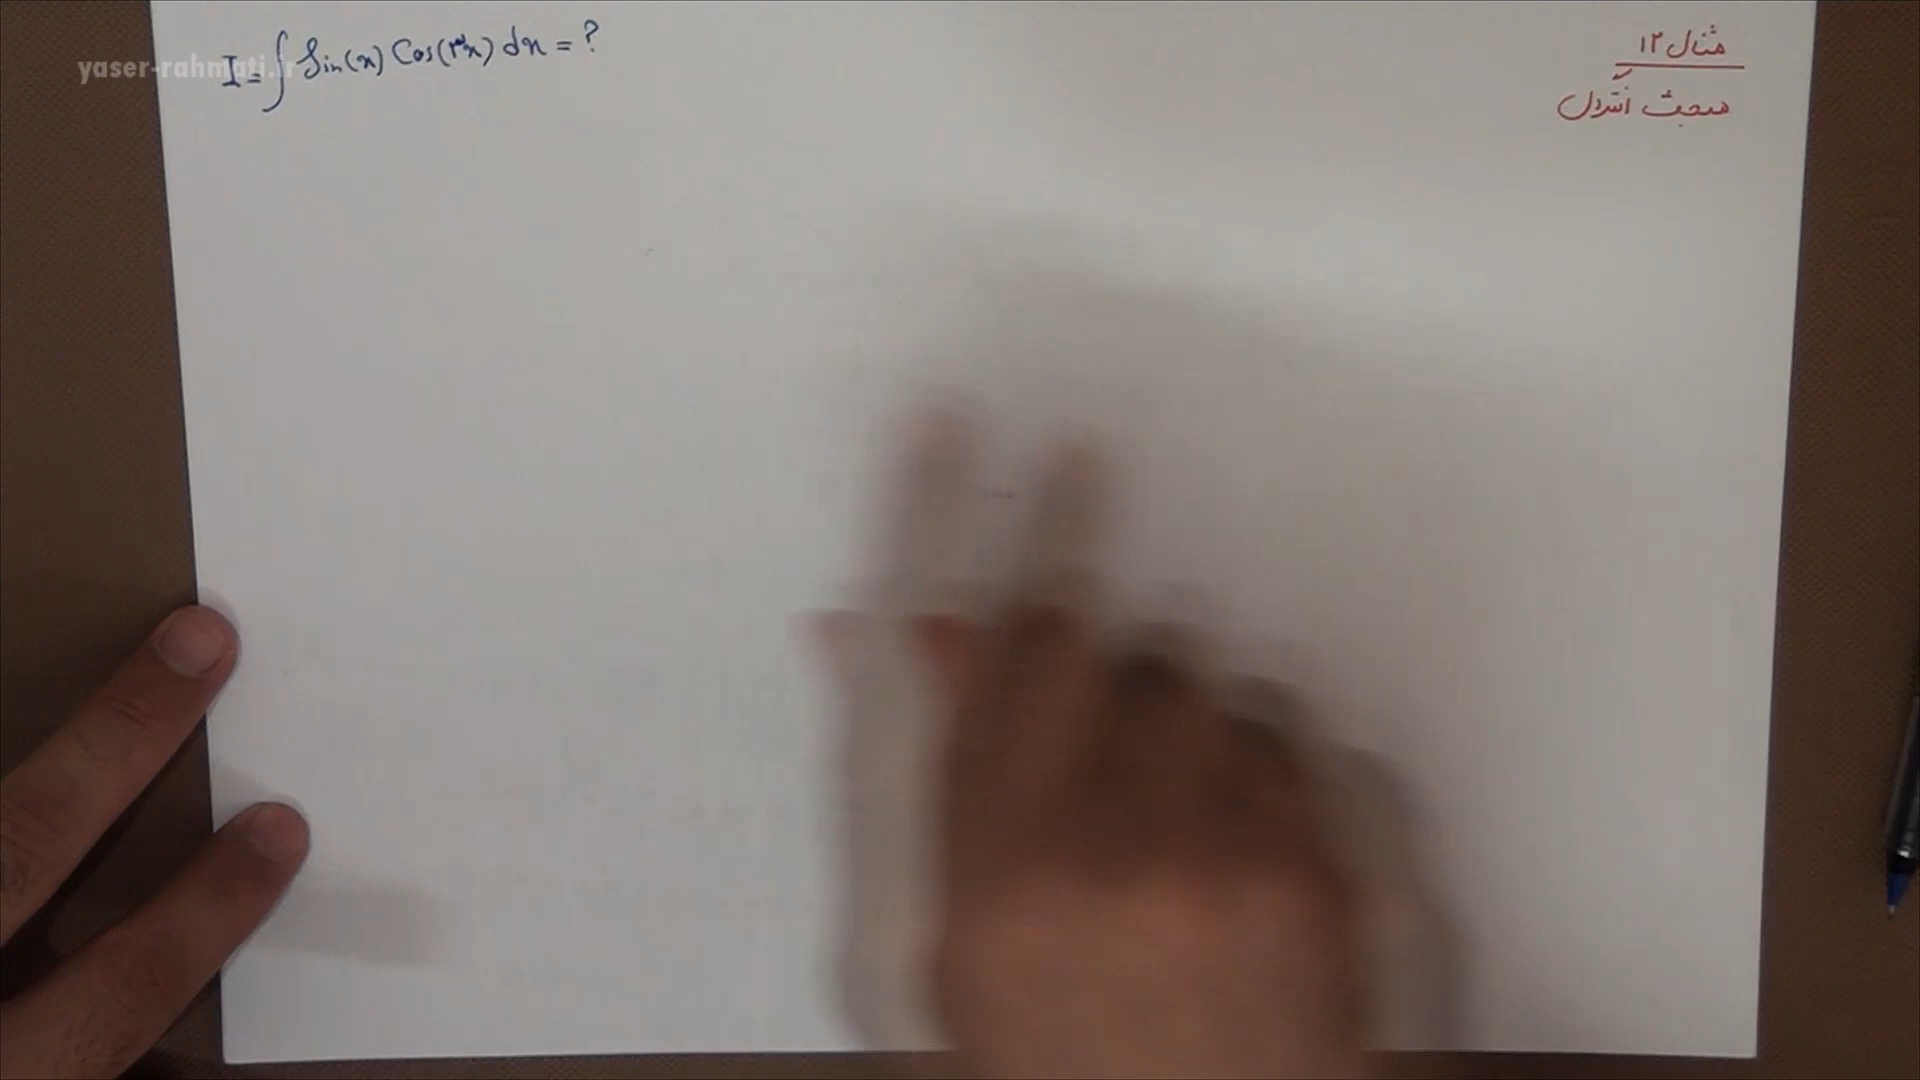 مثال ۱۲
مبحث انتگرال
I = ∫ Sin(x) Cos(۳x) dx = ?
yaser-rahmati.ir